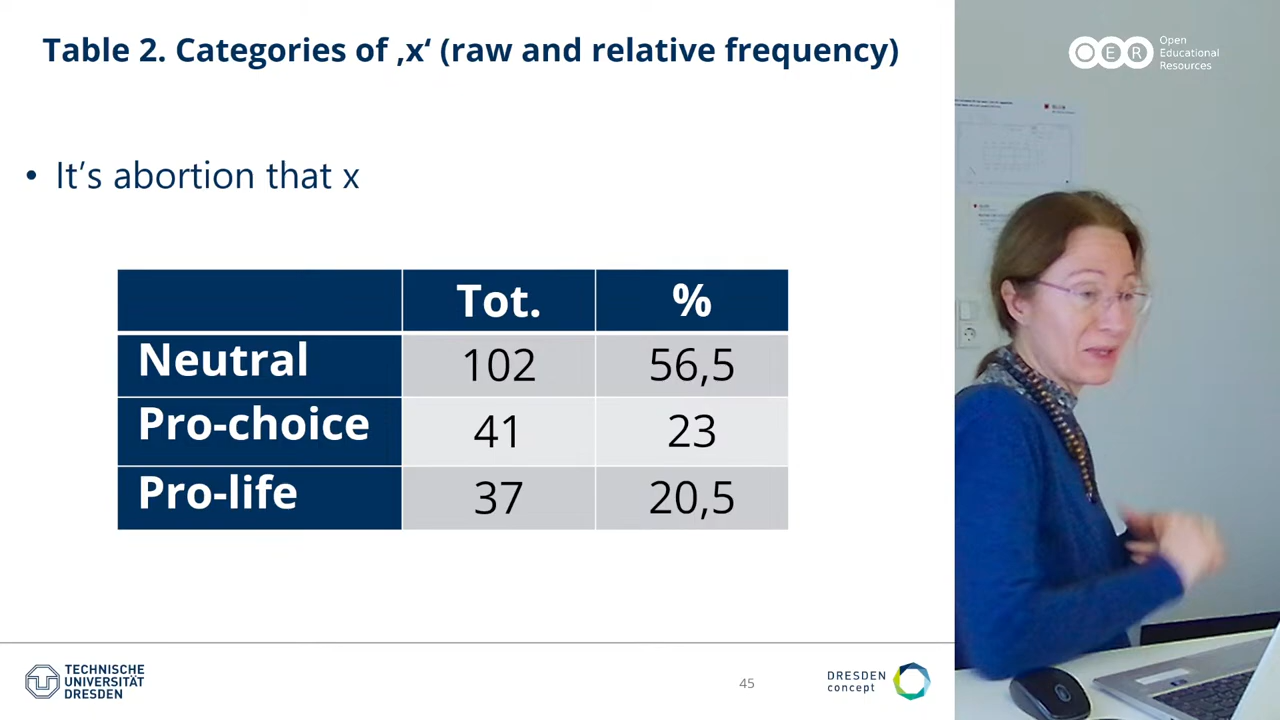 Table 2. Categories of ‚x‘ (raw and relative frequency)
OER Open
Educational
Resources
• It’s abortion that x
Tot. %
Neutral 102 56,5
Pro-choice 41 23
Pro-life 37 20,5
TECHNISCHE
UNIVERSITÄT
DRESDEN
45
DRESDEN
concept